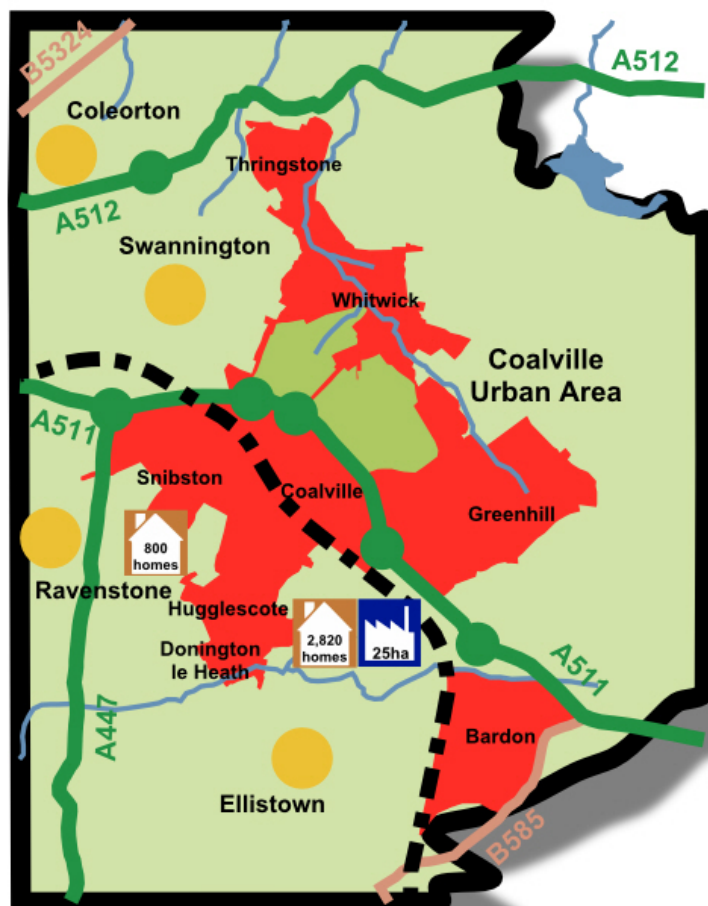 B5324
A512
Coleorton
Thringstone
A512
Swannington
Whitwick
Coalville
Urban Area
A511
Snibston
Coalville
Greenhill
800
homes
Ravenstone
Hugglescote
2,820
homes
25ha
Donington
le Heath
A511
A447
Bardon
Ellistown
B585